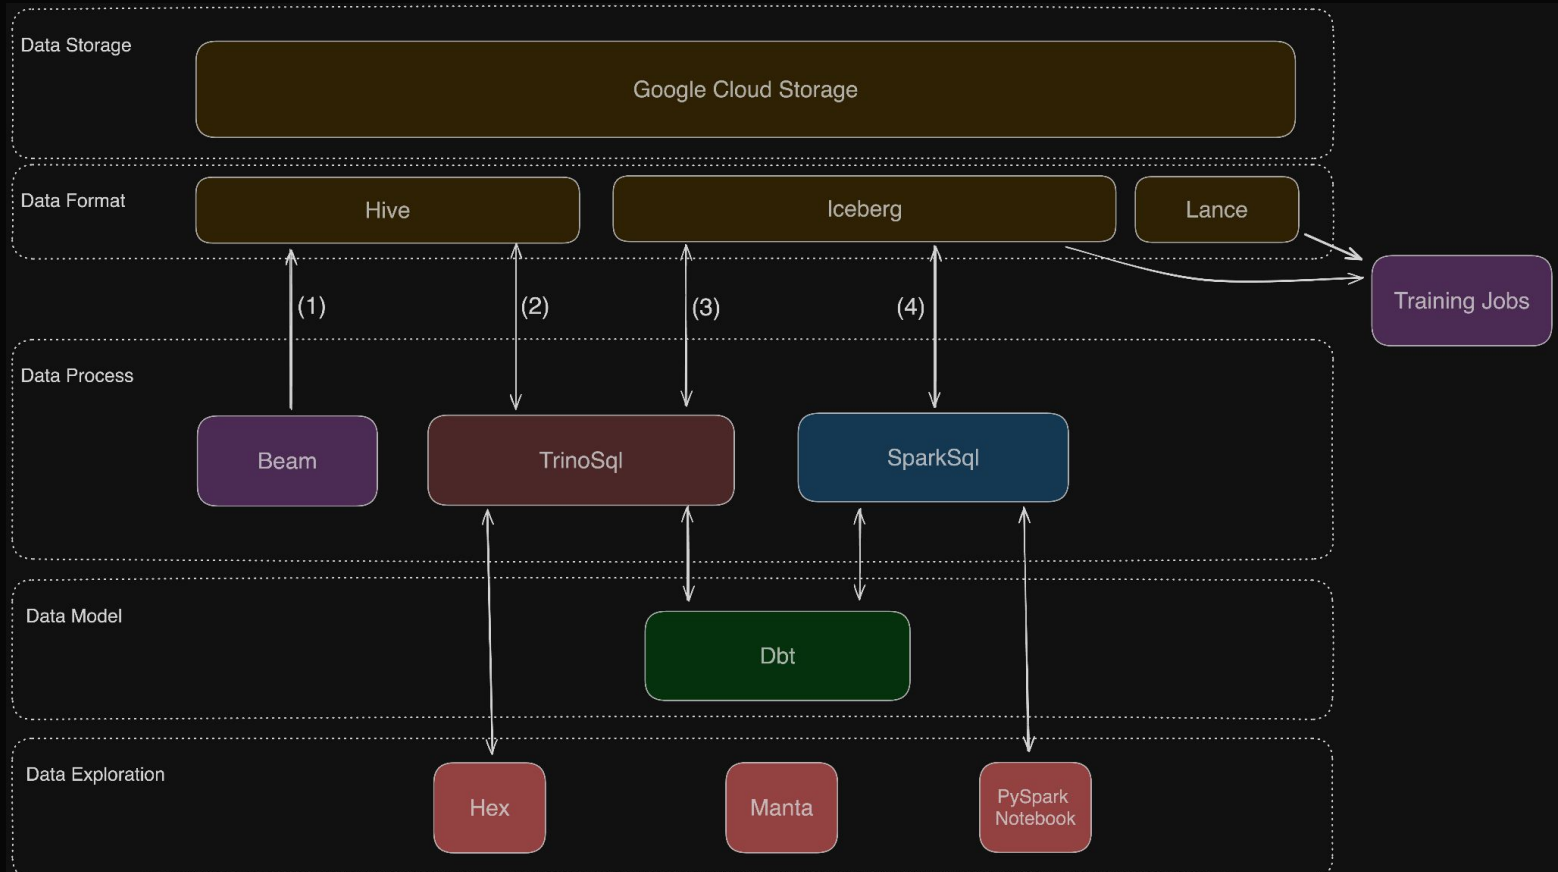 Data Storage
Google Cloud Storage
Data Format
Hive
Iceberg
Lance
(1)
(2)
(3)
(4)
Training Jobs
Data Process
Beam
TrinoSql
SparkSql
Data Model
Dbt
Data Exploration
Hex
Manta
PySpark
Notebook